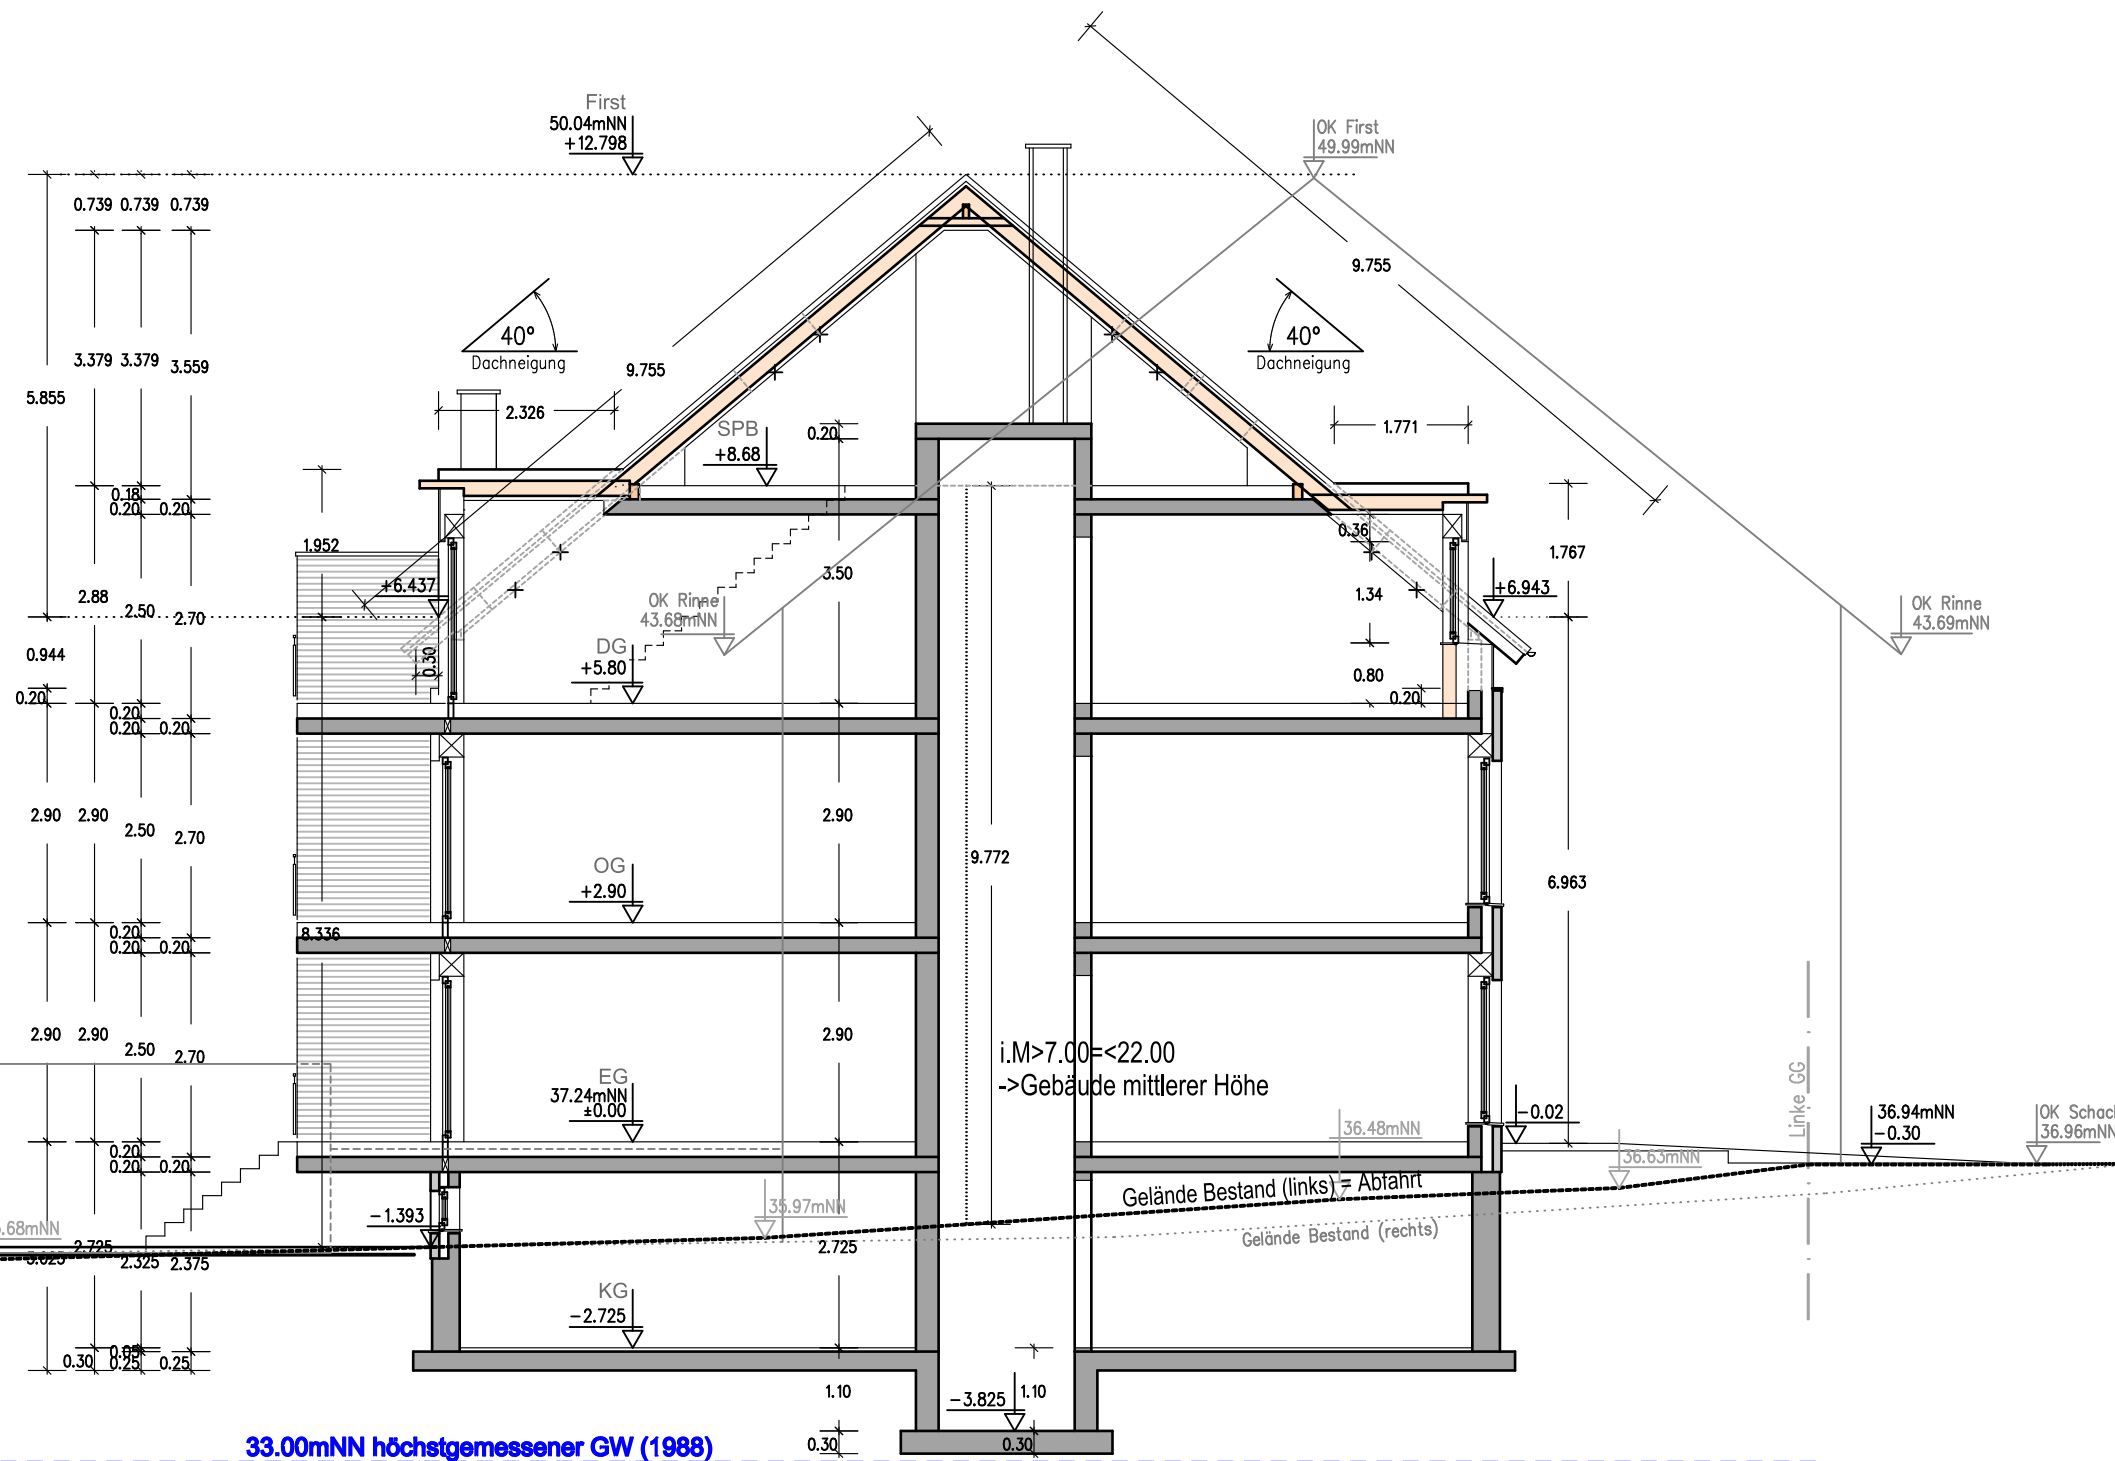 First
50.04mNN
+12.798
OK First
49.99mNN
0.739 0.739 0.739
9.755
40°
Dachneigung
40°
Dachneigung
3.379 3.379 3.559
9.755
5.855
2.326
1.771
SPB
+8.68
0.20
0.18
0.20 0.20
0.36
1.952
1.767
3.50
+6.437
+6.943
2.88
2.50
2.70
1.34
OK Rinne
43.68mNN
OK Rinne
43.69mNN
DG
+5.80
0.944
0.30
0.80
0.20
0.20
0.20
0.20 0.20
2.90 2.90
2.50
2.70
2.90
9.772
OG
+2.90
6.963
0.20
0.20 0.20
8.336
2.90 2.90
2.50
2.70
2.90
i.M>7.00=<22.00
->Gebäude mittlerer Höhe
EG
37.24mNN
±0.00
Linke GG
-0.02
36.94mNN
-0.30
OK Schach
36.96mNN
36.48mNN
36.63mNN
0.20
0.20 0.20
Gelände Bestand (links) = Abfahrt
35.97mNN
-1.393
.68mNN
Gelände Bestand (rechts)
2.725
3.025
2.325 2.375
2.725
KG
-2.725
0.30
0.05
0.25 0.25
1.10
-3.825
1.10
0.30
0.30
33.00mNN höchstgemessener GW (1988)